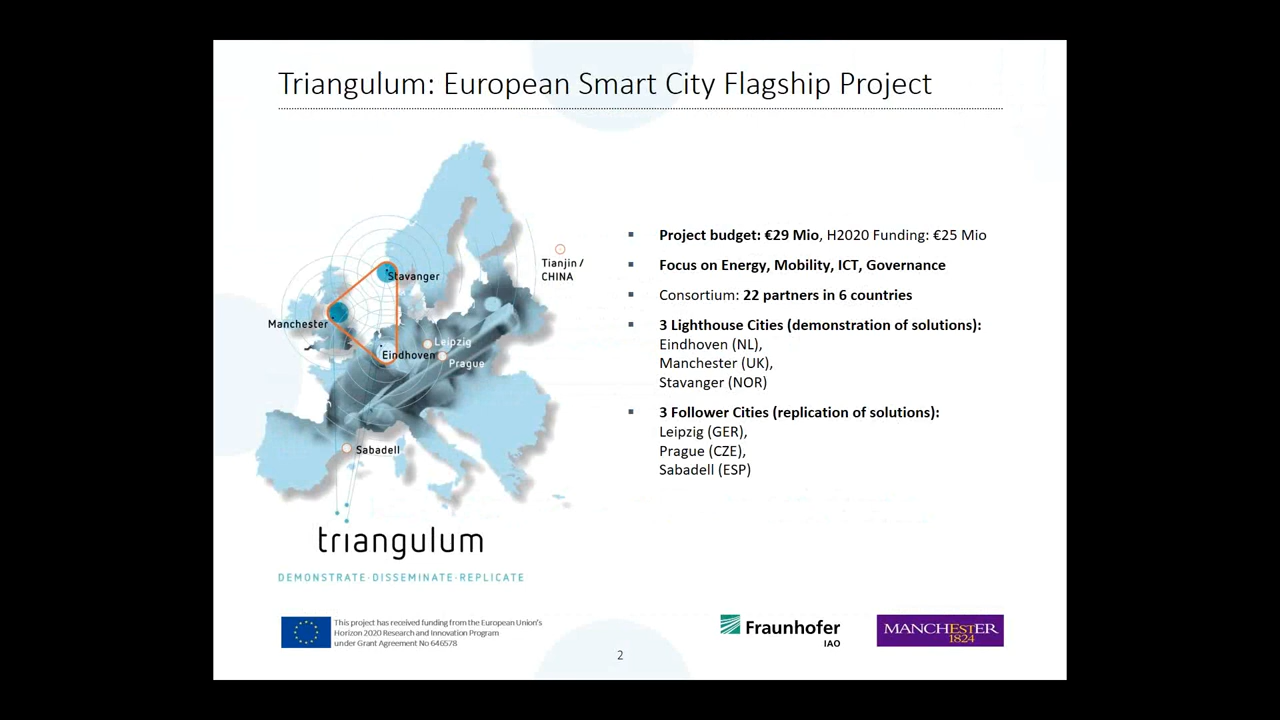 Triangulum: European Smart City Flagship Project
Stavanger
Tianjin /
CHINA
Manchester
Leipzig
Eindhoven
Prague
Sabadell
triangulum
DEMONSTRATE·DISSEMINATE·REPLICATE
▪ Project budget: €29 Mio, H2020 Funding: €25 Mio
▪ Focus on Energy, Mobility, ICT, Governance
▪ Consortium: 22 partners in 6 countries
▪ 3 Lighthouse Cities (demonstration of solutions):
Eindhoven (NL),
Manchester (UK),
Stavanger (NOR)
▪ 3 Follower Cities (replication of solutions):
Leipzig (GER),
Prague (CZE),
Sabadell (ESP)
This project has received funding from the European Union's
Horizon 2020 Research and Innovation Program
under Grant Agreement No 646578
Fraunhofer
IAO
MANCHESTER
1824
2